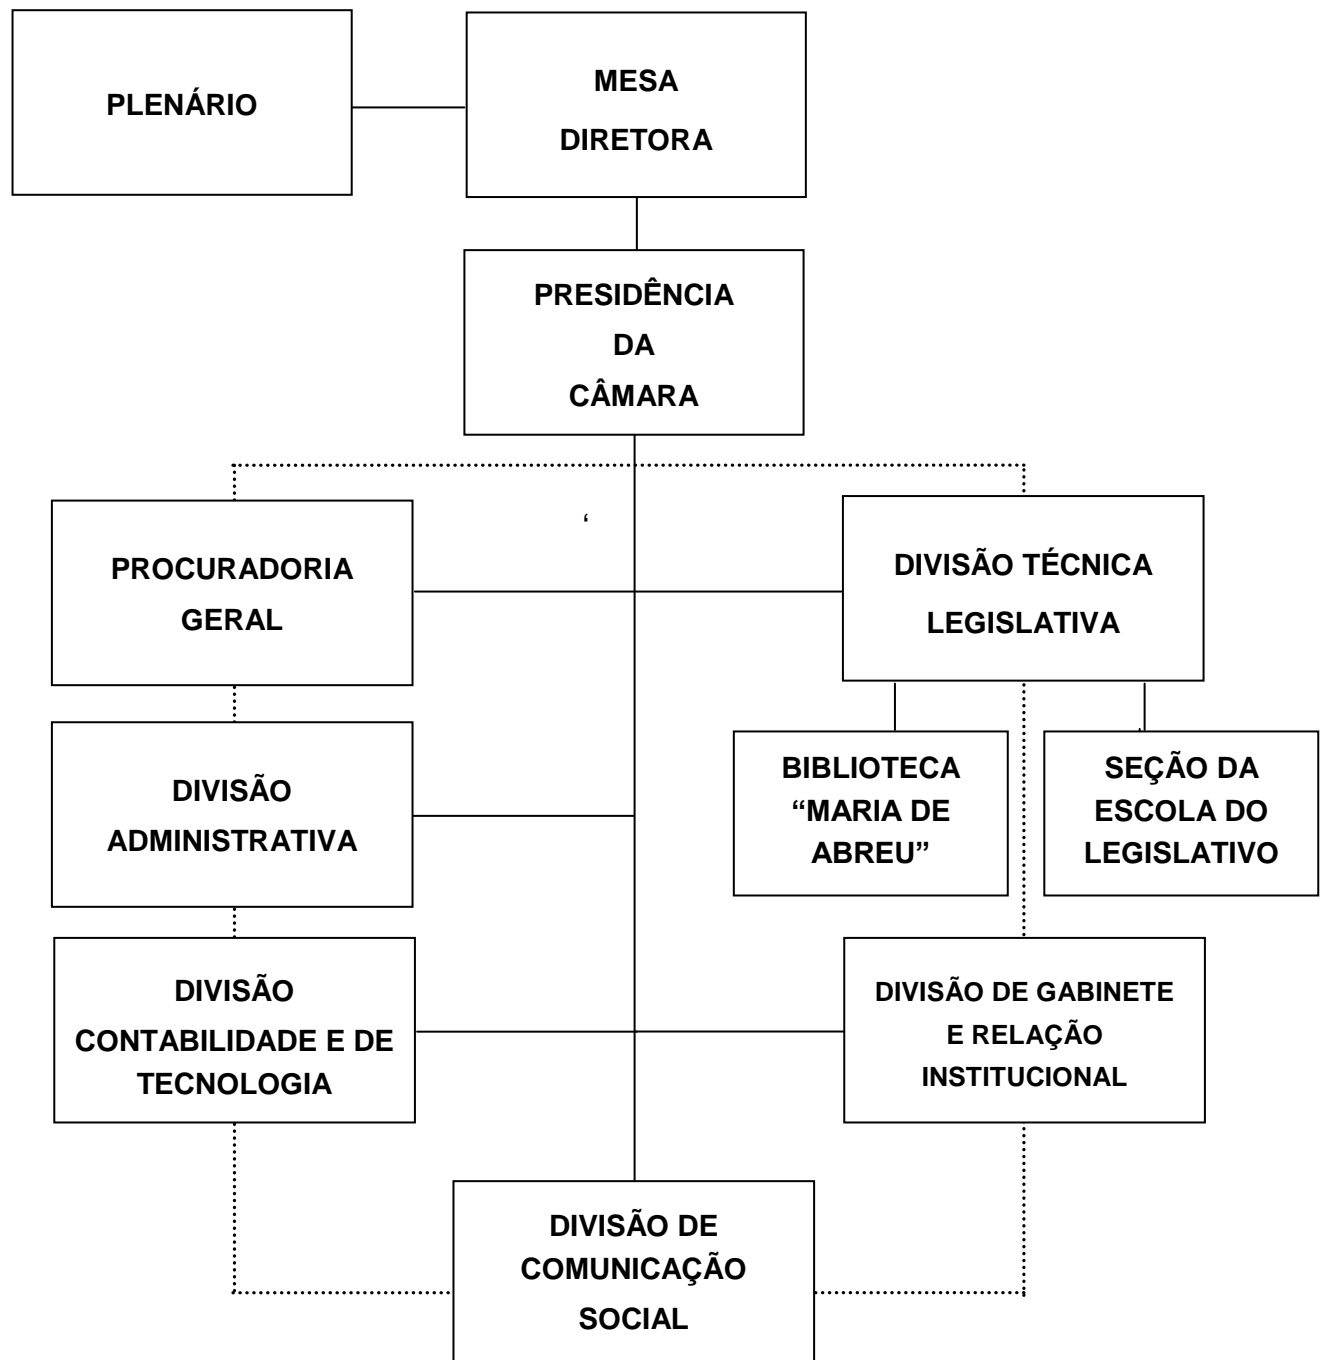 PLENÁRIO
MESA
DIRETORA
PRESIDÊNCIA
DA
CÂMARA
‘
PROCURADORIA
GERAL
DIVISÃO TÉCNICA
LEGISLATIVA
DIVISÃO
ADMINISTRATIVA
BIBLIOTECA
“MARIA DE
ABREU”
SEÇÃO DA
ESCOLA DO
LEGISLATIVO
DIVISÃO
CONTABILIDADE E DE
TECNOLOGIA
DIVISÃO DE GABINETE
E RELAÇÃO
INSTITUCIONAL
DIVISÃO DE
COMUNICAÇÃO
SOCIAL